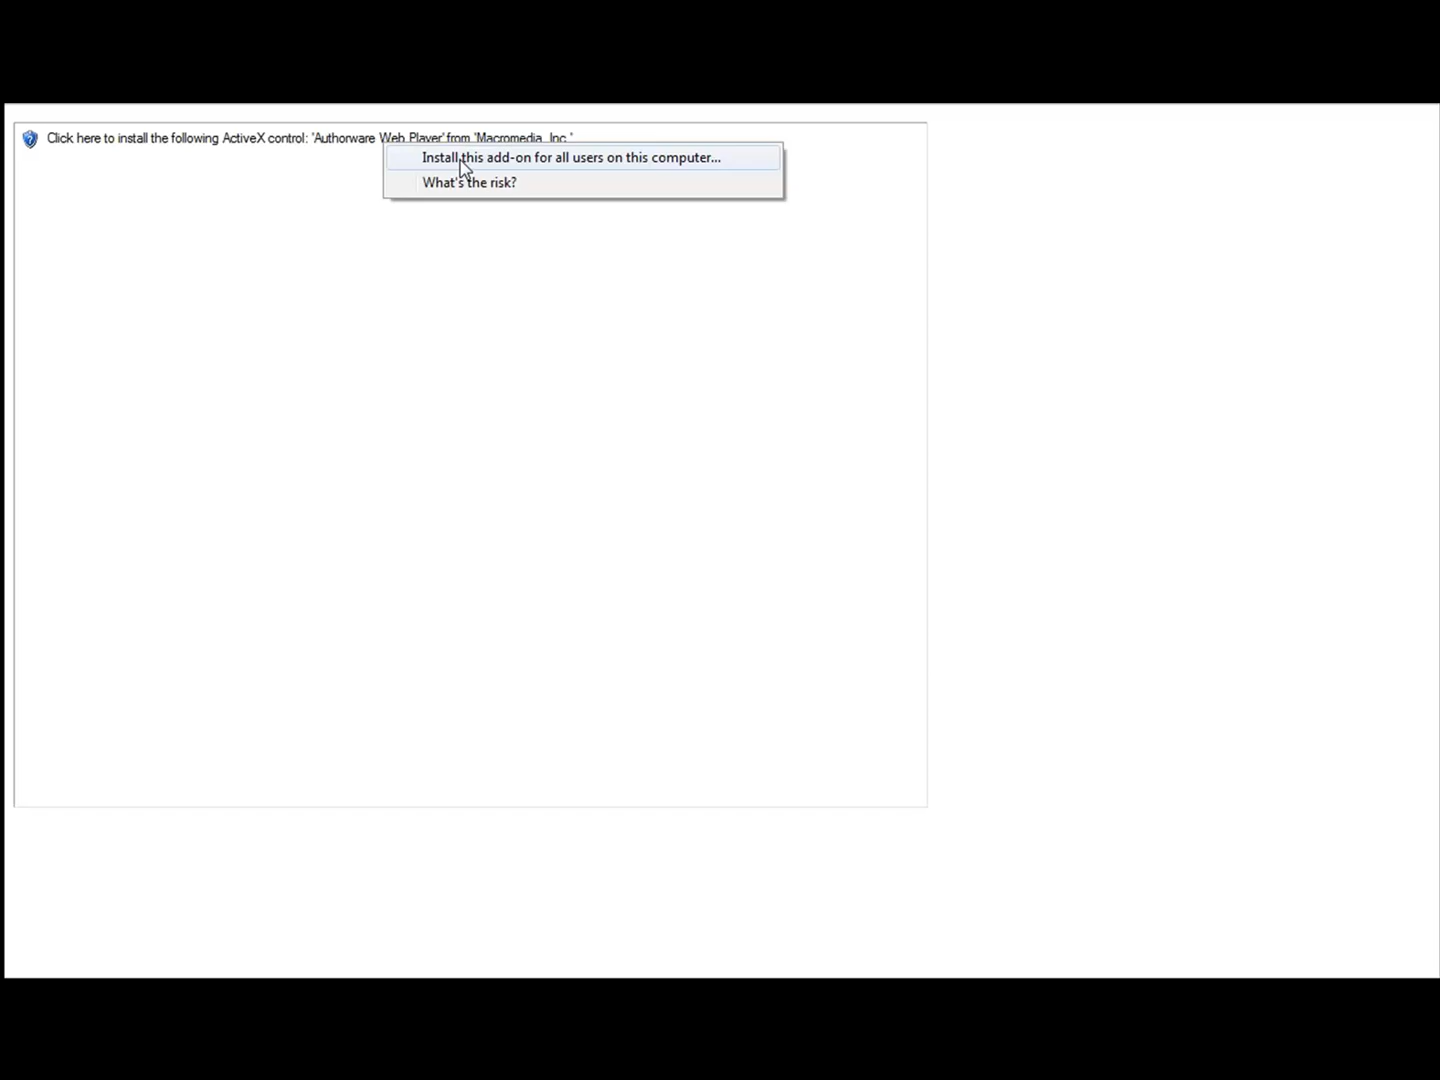 Click here to install the following ActiveX control: 'Authorware Web Player' from 'Macromedia, Inc.'
Install this add-on for all users on this computer...
What's the risk?